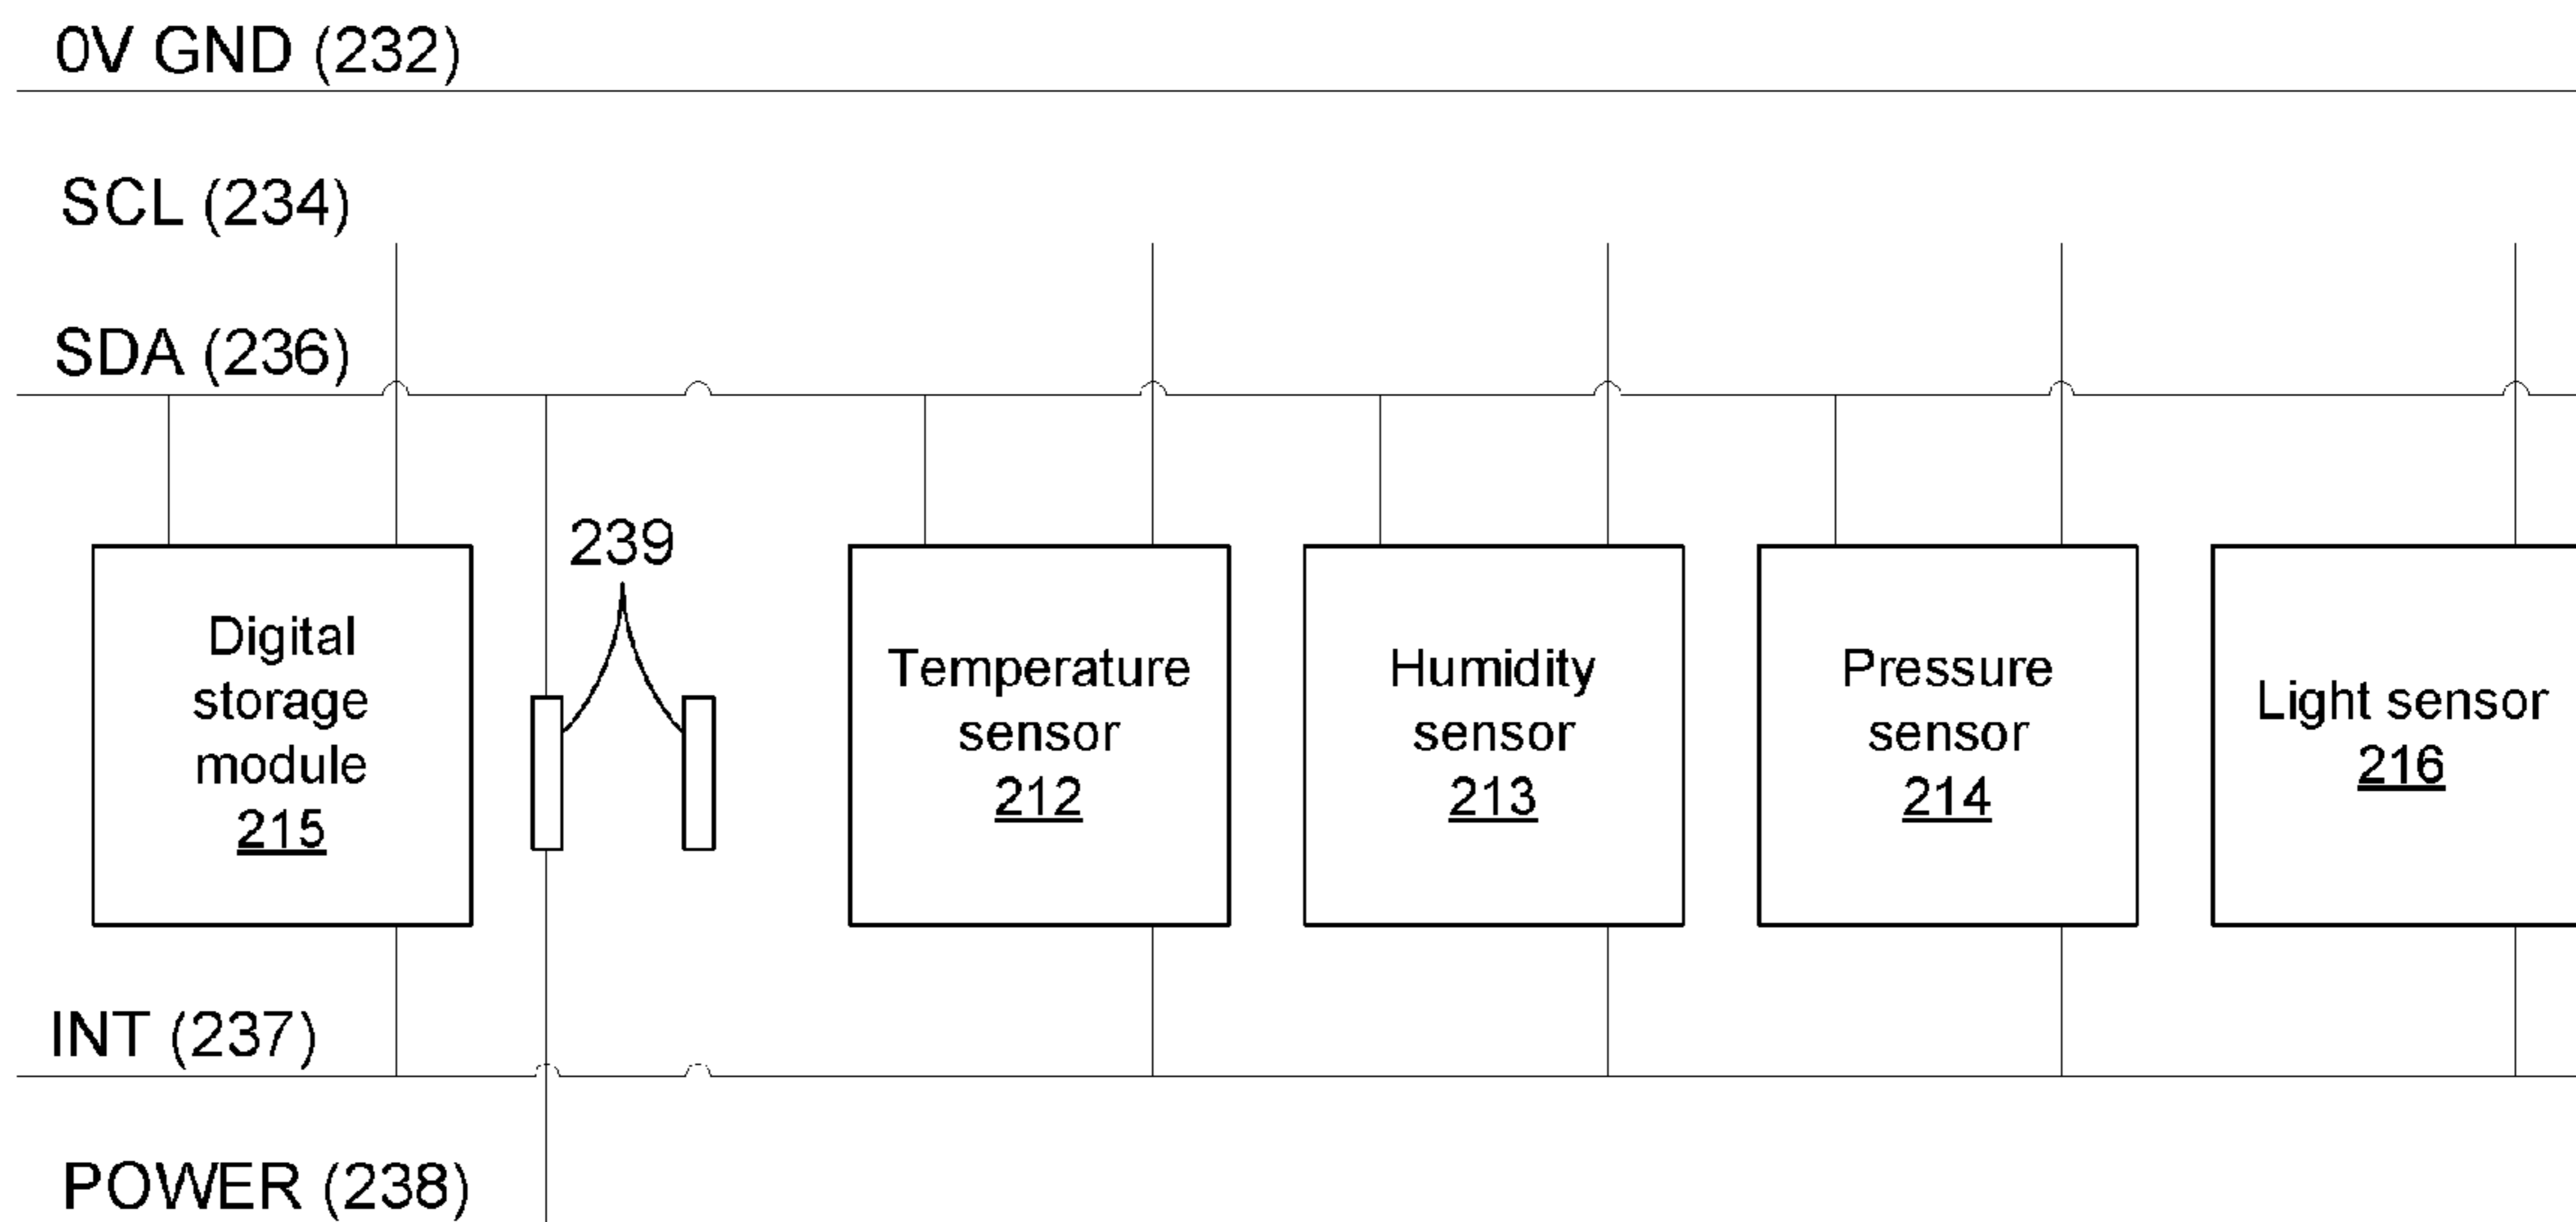 0V GND (232)
SCL (234)
SDA (236)
239
Digital
storage
module
215
Temperature
sensor
212
Humidity
sensor
213
Pressure
sensor
214
Light sensor
216
INT (237)
POWER (238)